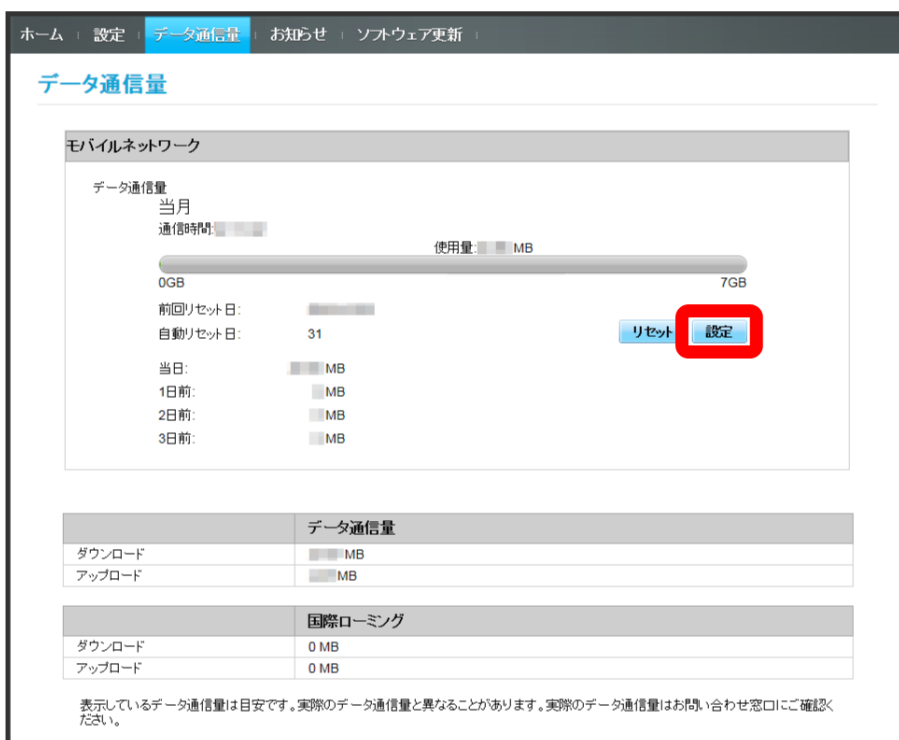 ホーム 設定 データ通信量 お知らせ ソフトウェア更新
データ通信量
モバイルネットワーク
データ通信量
当月
通信時間:
使用量: MB
0GB 7GB
前回リセット日:
自動リセット日: 31 リセット 設定
当日: MB
1日前: MB
2日前: MB
3日前: MB
データ通信量
ダウンロード MB
アップロード MB
国際ローミング
ダウンロード 0 MB
アップロード 0 MB
表示しているデータ通信量は目安です。実際のデータ通信量と異なることがあります。実際のデータ通信量はお問い合わせ窓口にご確認く
ださい。